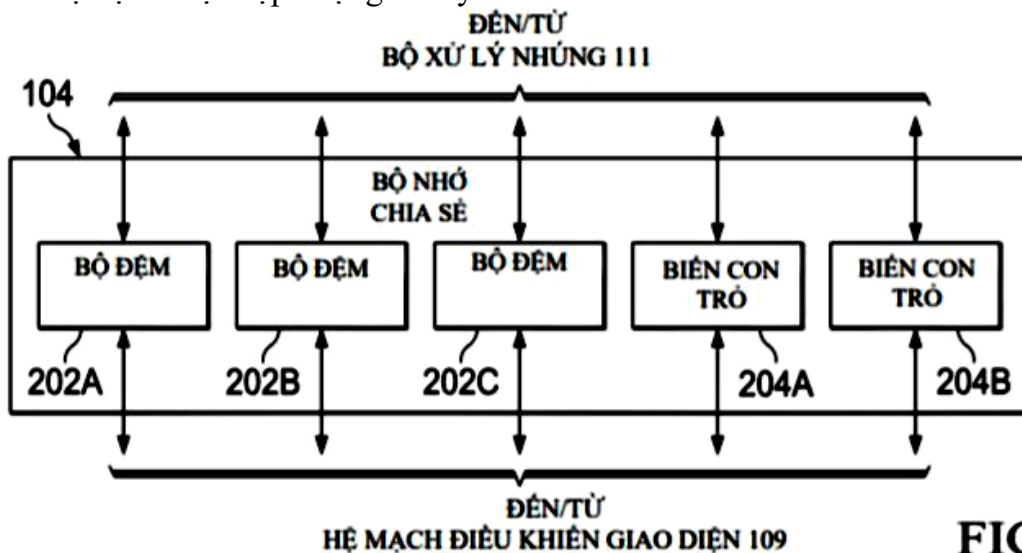 ĐẾN/TỪ
BỘ XỬ LÝ NHÚNG 111
104
BỘ NHỚ
CHIA SẺ
BỘ ĐỆM
BỘ ĐỆM
BỘ ĐỆM
BIẾN CON
TRỎ
BIẾN CON
TRỎ
202A
202B
202C
204A
204B
ĐẾN/TỪ
HỆ MẠCH ĐIỀU KHIỂN GIAO DIỆN 109
FIG